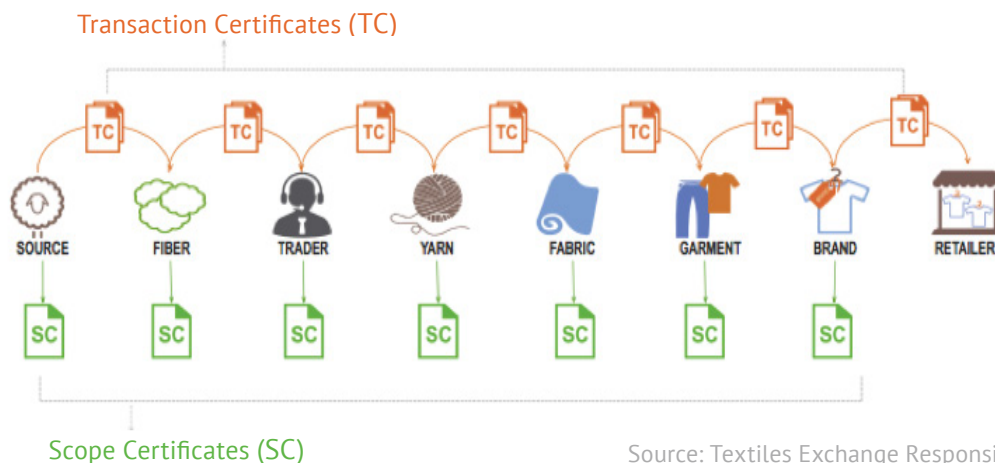 Transaction Certificates (TC)
TC TC TC TC TC TC TC
SOURCE FIBER TRADER YARN FABRIC GARMENT BRAND RETAILER
SC SC SC SC SC SC SC
Scope Certificates (SC)
Source: Textiles Exchange Responsi